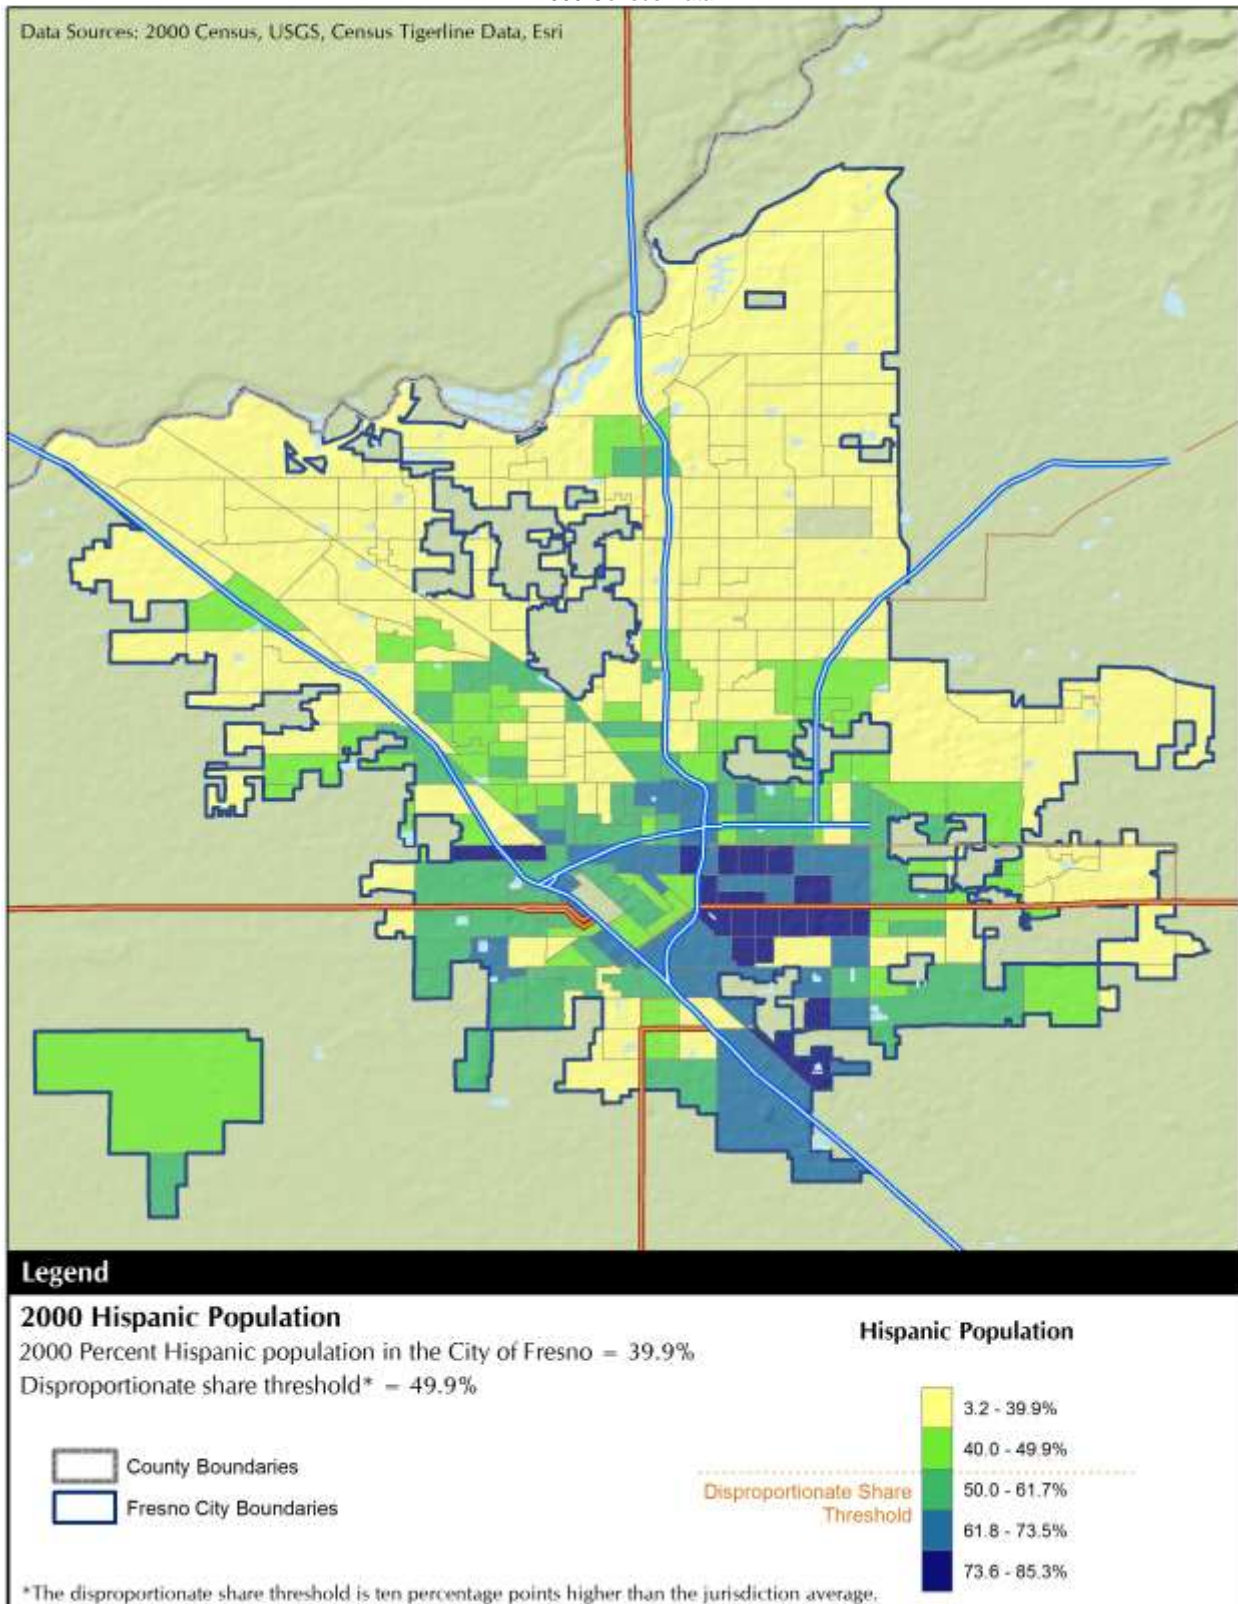 Data Sources: 2000 Census, USGS, Census Tigerline Data, Esri
Legend
2000 Hispanic Population
2000 Percent Hispanic population in the City of Fresno = 39.9%
Disproportionate share threshold* = 49.9%
County Boundaries
Fresno City Boundaries
Hispanic Population
3.2 - 39.9%
40.0 - 49.9%
Disproportionate Share
Threshold
50.0 - 61.7%
61.8 - 73.5%
73.6 - 85.3%
*The disproportionate share threshold is ten percentage points higher than the jurisdiction average.